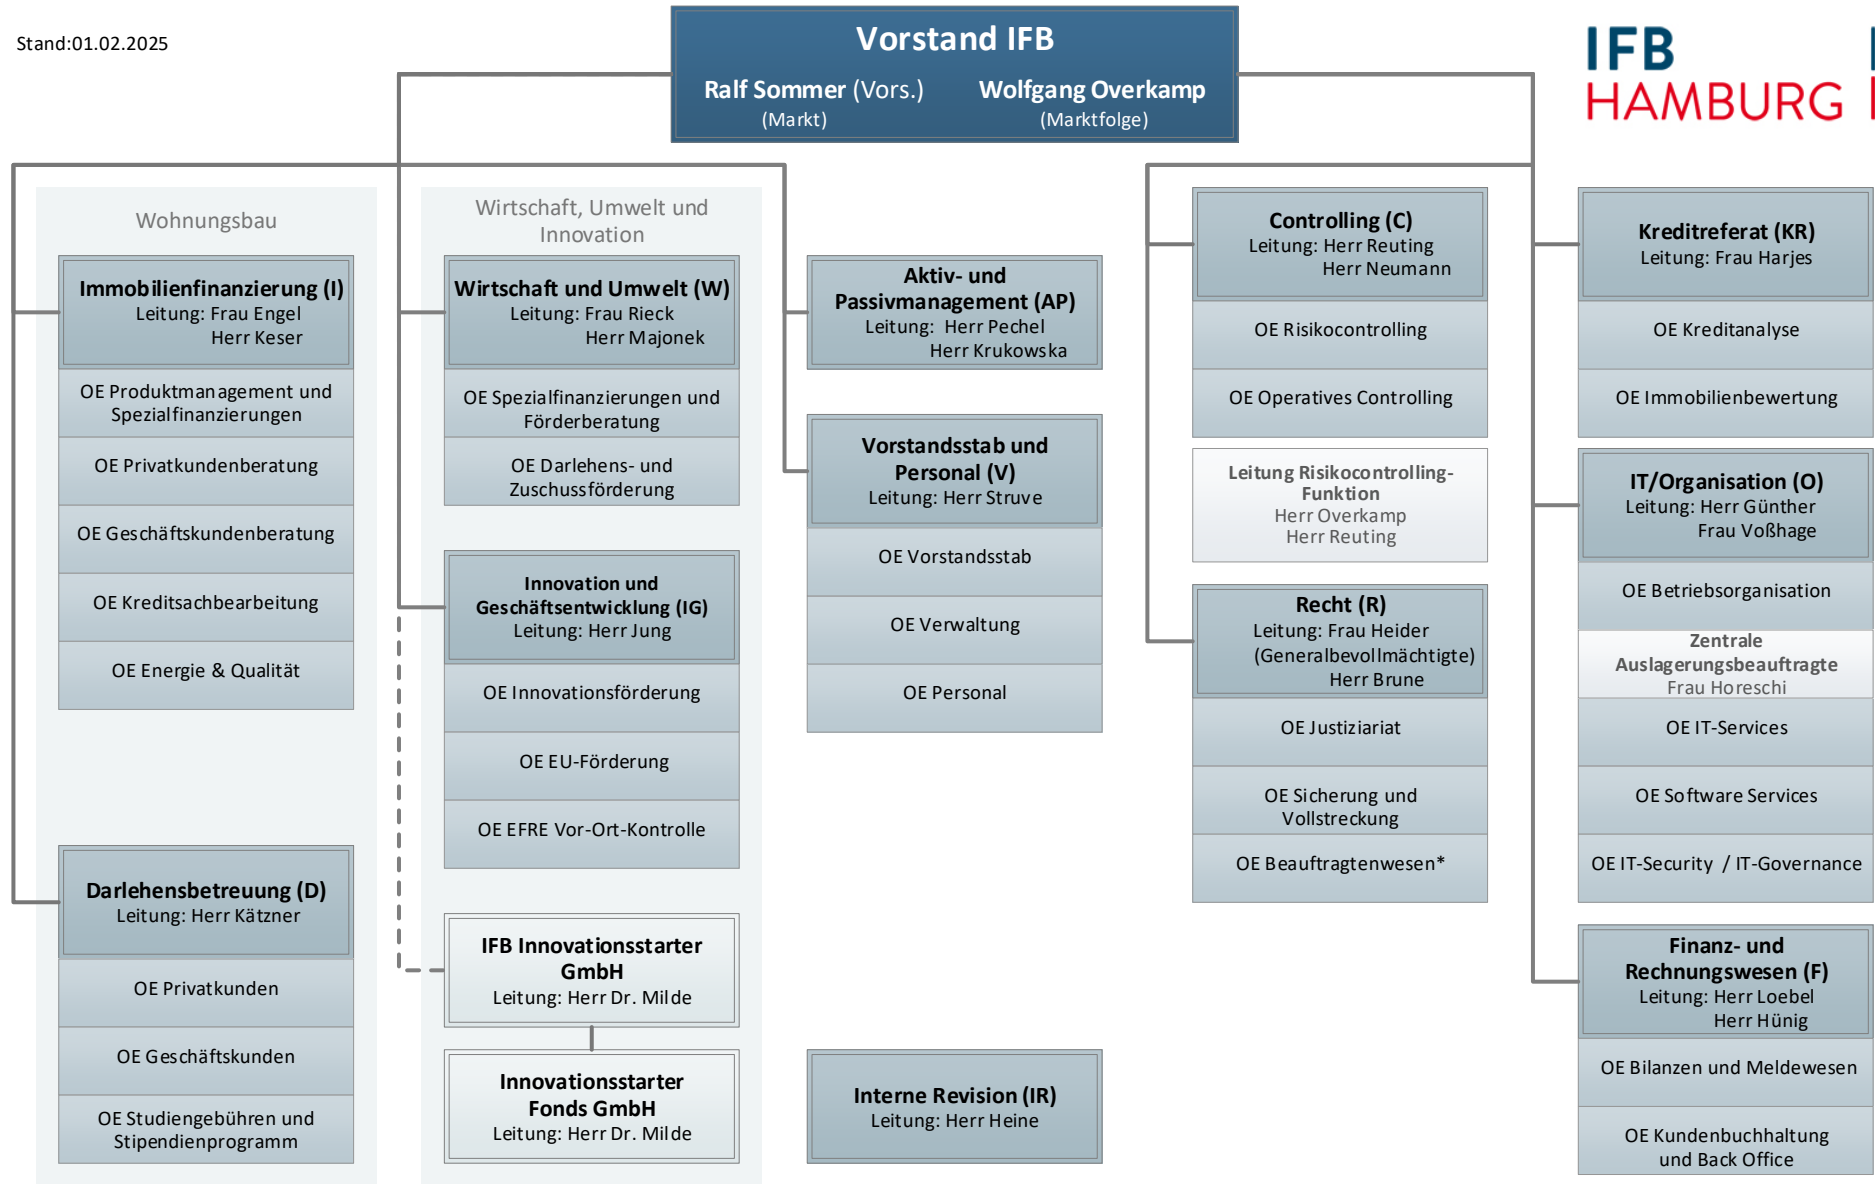 Stand:01.02.2025
Vorstand IFB
Ralf Sommer (Vors.)
(Markt)
Wolfgang Overkamp
(Marktfolge)
IFB
HAMBURG
Wohnungsbau
Immobilienfinanzierung (I)
Leitung: Frau Engel
Herr Keser
OE Produktmanagement und
Spezialfinanzierungen
OE Privatkundenberatung
OE Geschäftskundenberatung
OE Kreditsachbearbeitung
OE Energie & Qualität
Darlehensbetreuung (D)
Leitung: Herr Kätzner
OE Privatkunden
OE Geschäftskunden
OE Studiengebühren und
Stipendienprogramm
Wirtschaft, Umwelt und
Innovation
Wirtschaft und Umwelt (W)
Leitung: Frau Rieck
Herr Majonek
OE Spezialfinanzierungen und
Förderberatung
OE Darlehens- und
Zuschussförderung
Innovation und
Geschäftsentwicklung (IG)
Leitung: Herr Jung
OE Innovationsförderung
OE EU-Förderung
OE EFRE Vor-Ort-Kontrolle
IFB Innovationsstarter
GmbH
Leitung: Herr Dr. Milde
Innovationsstarter
Fonds GmbH
Leitung: Herr Dr. Milde
Aktiv- und
Passivmanagement (AP)
Leitung: Herr Pechel
Herr Krukowska
Vorstandsstab und
Personal (V)
Leitung: Herr Struve
OE Vorstandsstab
OE Verwaltung
OE Personal
Interne Revision (IR)
Leitung: Herr Heine
Controlling (C)
Leitung: Herr Reuting
Herr Neumann
OE Risikocontrolling
OE Operatives Controlling
Leitung Risikocontrolling-
Funktion
Herr Overkamp
Herr Reuting
Recht (R)
Leitung: Frau Heider
(Generalbevollmächtigte)
Herr Brune
OE Justiziariat
OE Sicherung und
Vollstreckung
OE Beauftragtenwesen*
Kreditreferat (KR)
Leitung: Frau Harjes
OE Kreditanalyse
OE Immobilienbewertung
IT/Organisation (O)
Leitung: Herr Günther
Frau Voßhage
OE Betriebsorganisation
Zentrale
Auslagerungsbeauftragte
Frau Horeschi
OE IT-Services
OE Software Services
OE IT-Security / IT-Governance
Finanz- und
Rechnungswesen (F)
Leitung: Herr Loebel
Herr Hünig
OE Bilanzen und Meldewesen
OE Kundenbuchhaltung
und Back Office